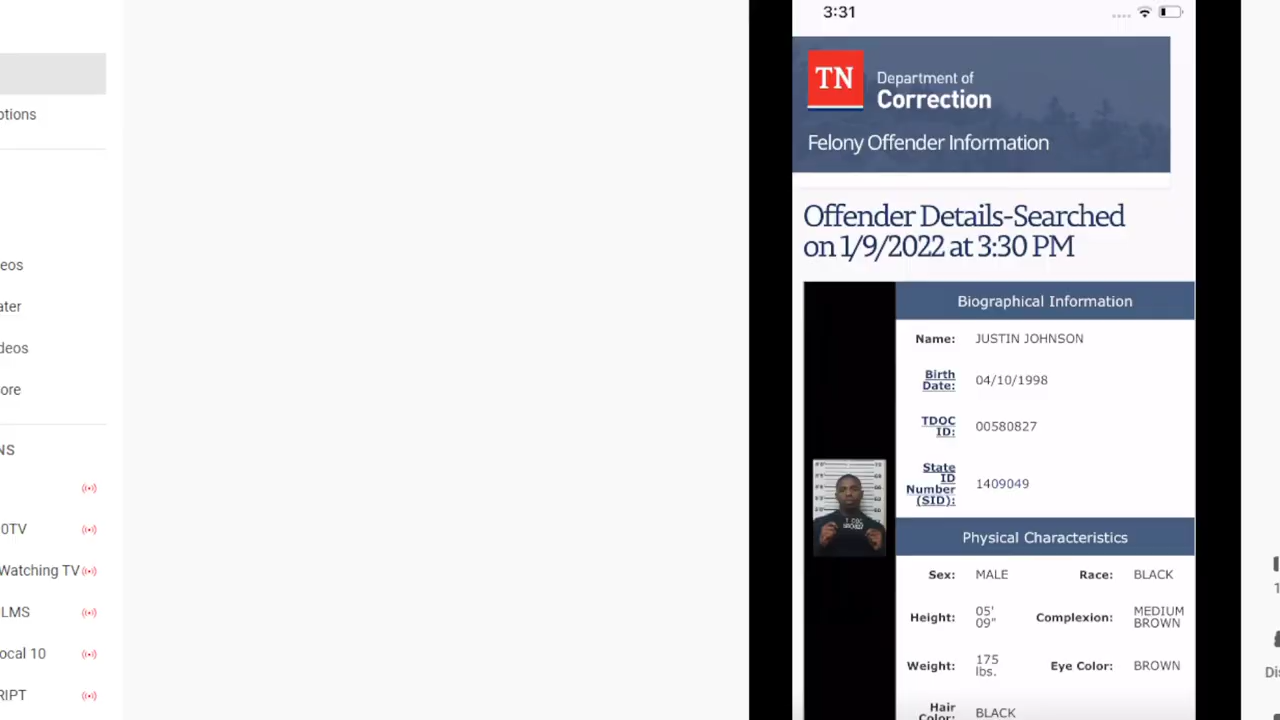 ptions
eos
ater
deos
ore
NS
0TV
Watching TV
LMS
ocal 10
RIPT
3:31
TN
Department of
Correction
Felony Offender Information
Offender Details-Searched
on 1/9/2022 at 3:30 PM
Biographical Information
Name: JUSTIN JOHNSON
Birth
Date: 04/10/1998
TDOC
ID: 00580827
State
ID
Number
(SID): 1409049
Physical Characteristics
Sex: MALE Race: BLACK
Height: 05'
09" Complexion: MEDIUM
BROWN
Weight: 175
lbs. Eye Color: BROWN
Hair
Color: BLACK
1
Dis